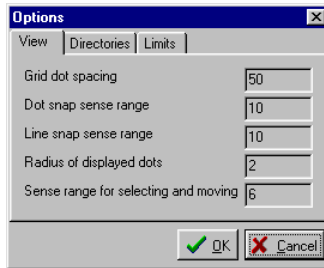 Options
View Directories Limits
Grid dot spacing 50
Dot snap sense range 10
Line snap sense range 10
Radius of displayed dots 2
Sense range for selecting and moving 6
OK Cancel